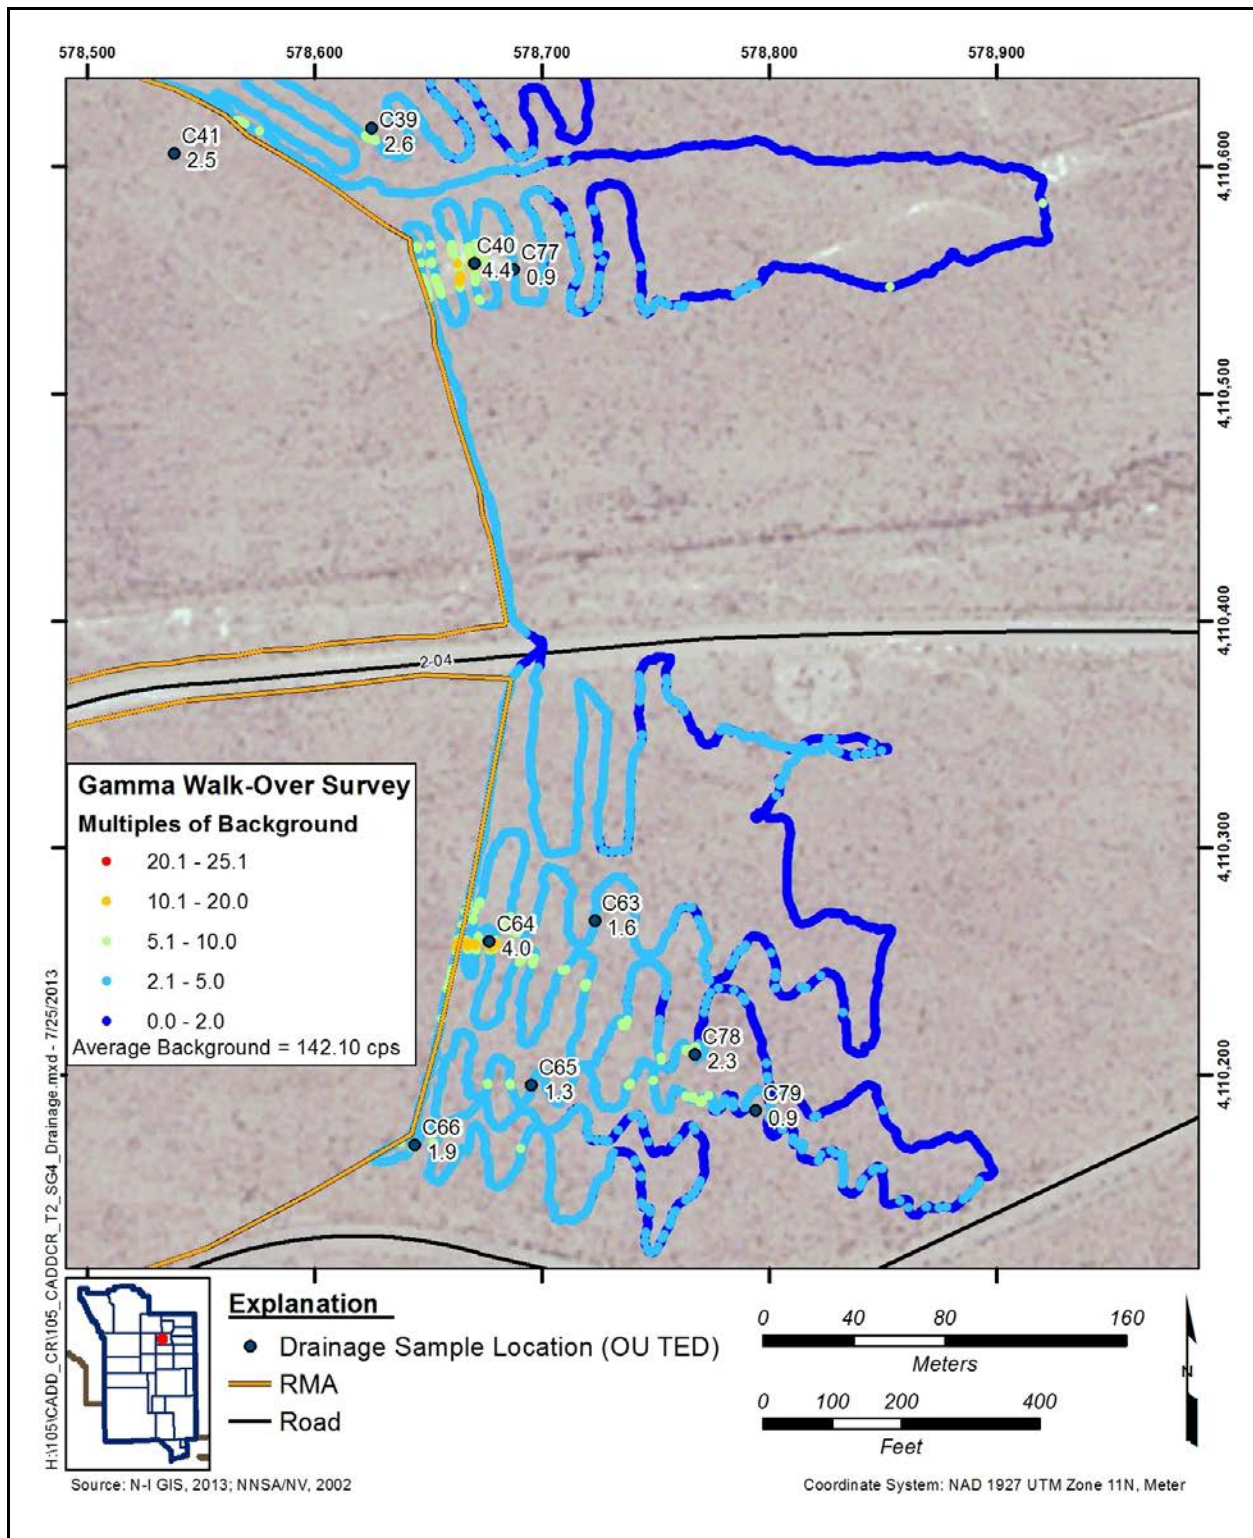 578,500 578,600 578,700 578,800 578,900
C41
2.5
C39
2.6
4,110,600
C40
4.4
C77
0.9
4,110,500
4,110,400
2-04
4,110,300
Gamma Walk-Over Survey
Multiples of Background
20.1 - 25.1
10.1 - 20.0
5.1 - 10.0
2.1 - 5.0
0.0 - 2.0
Average Background = 142.10 cps
C63
1.6
C64
4.0
C78
2.3
4,110,200
C65
1.3
C79
0.9
C66
1.9
H:\105\CADD_CR\105_CADDCR_T2_SG4_Drainage.mxd - 7/25/2013
Explanation
Drainage Sample Location (OU TED)
RMA
Road
0 40 80 160
Meters
0 100 200 400
Feet
N
Source: N-I GIS, 2013; NNSA/NV, 2002
Coordinate System: NAD 1927 UTM Zone 11N, Meter